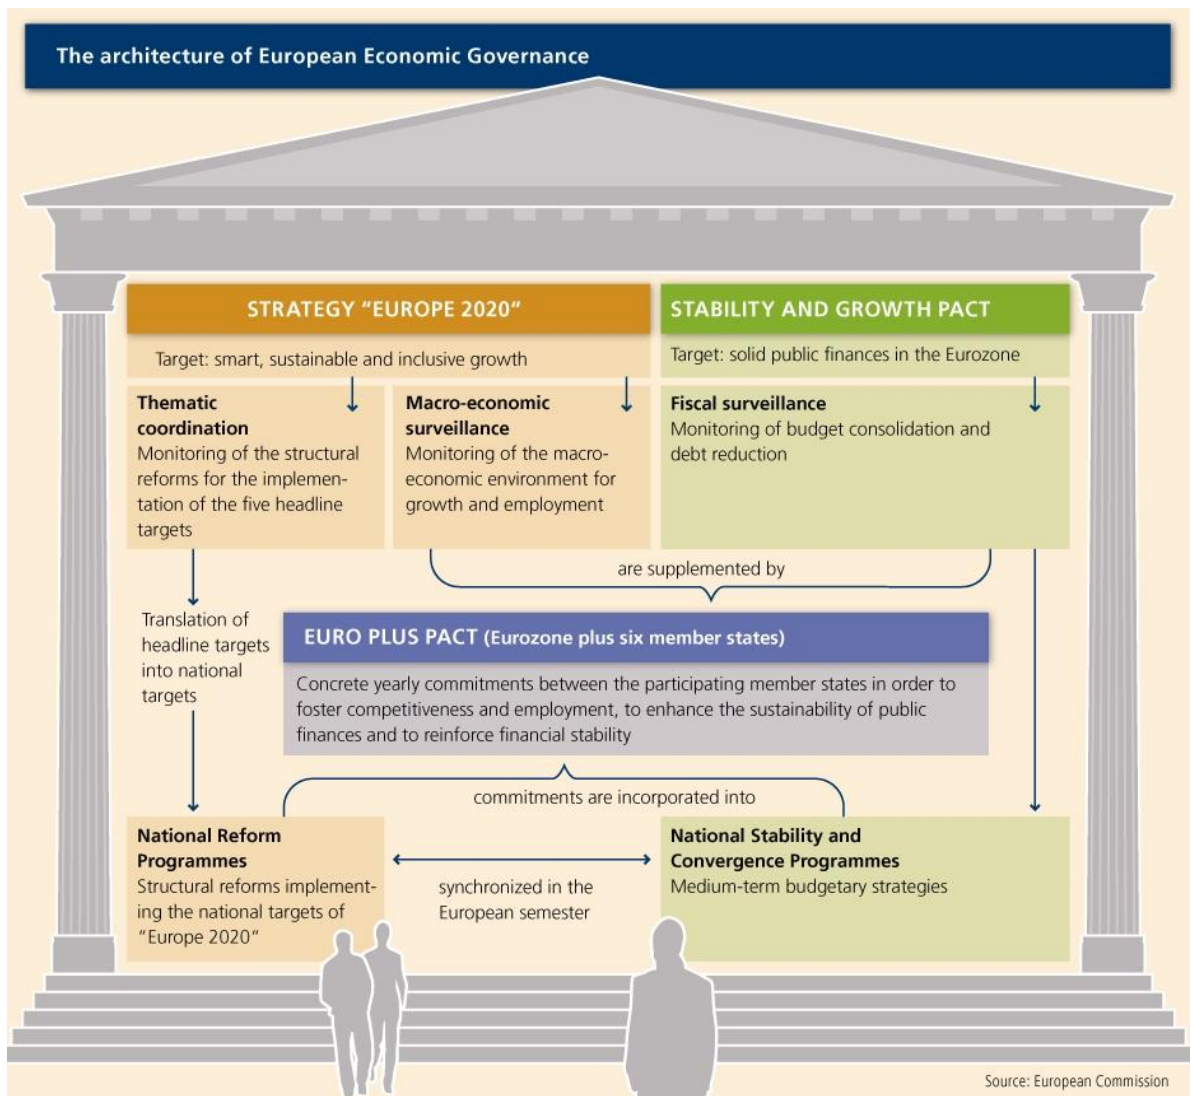 The architecture of European Economic Governance
STRATEGY “EUROPE 2020“
Target: smart, sustainable and inclusive growth
Thematic
coordination
Monitoring of the structural
reforms for the implemen-
tation of the five headline
targets
Macro-economic
surveillance
Monitoring of the macro-
economic environment for
growth and employment
STABILITY AND GROWTH PACT
Target: solid public finances in the Eurozone
Fiscal surveillance
Monitoring of budget consolidation and
debt reduction
are supplemented by
Translation of
headline targets
into national
targets
EURO PLUS PACT (Eurozone plus six member states)
Concrete yearly commitments between the participating member states in order to
foster competitiveness and employment, to enhance the sustainability of public
finances and to reinforce financial stability
commitments are incorporated into
National Reform
Programmes
Structural reforms implement-
ing the national targets of
“Europe 2020”
synchronized in the
European semester
National Stability and
Convergence Programmes
Medium-term budgetary strategies
Source: European Commission